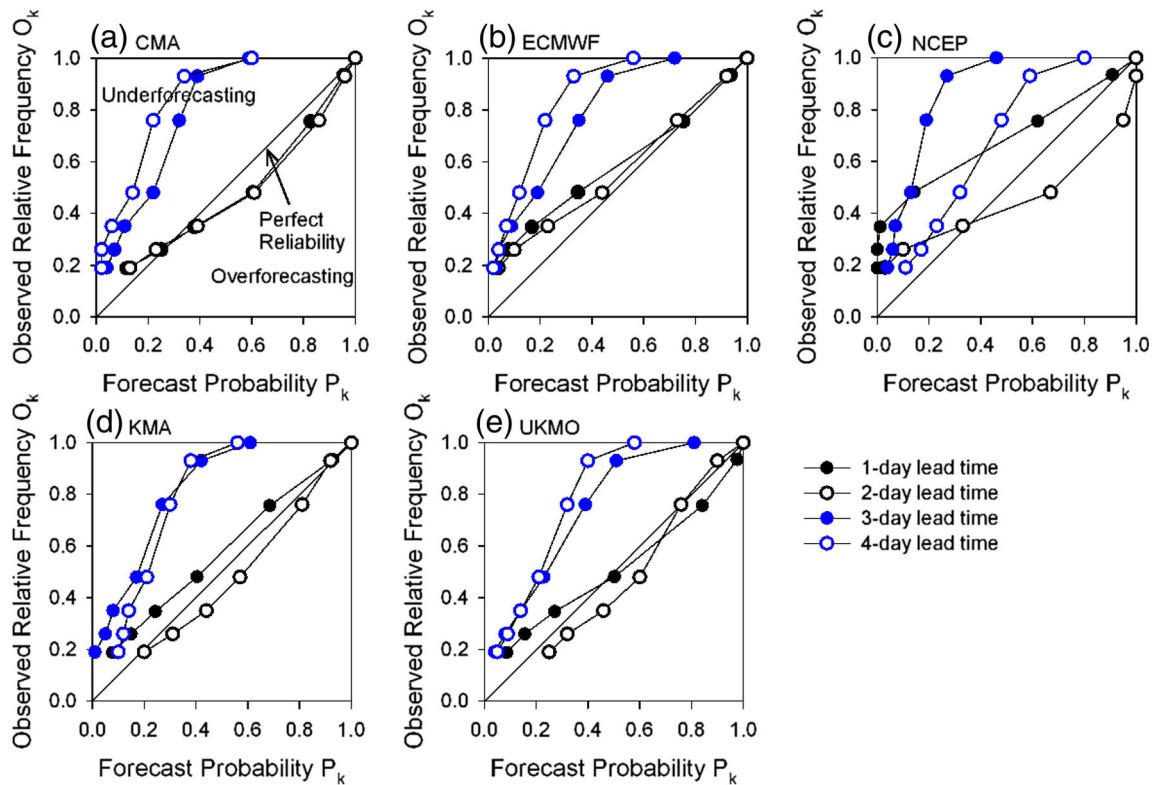 (a) CMA
(b) ECMWF
(c) NCEP
Observed Relative Frequency O_k
1.0
0.8
0.6
0.4
0.2
0.0
Underforecasting
Perfect
Reliability
Overforecasting
0.0 0.2 0.4 0.6 0.8 1.0
Forecast Probability P_k
Observed Relative Frequency O_k
1.0
0.8
0.6
0.4
0.2
0.0
0.0 0.2 0.4 0.6 0.8 1.0
Forecast Probability P_k
Observed Relative Frequency O_k
1.0
0.8
0.6
0.4
0.2
0.0
0.0 0.2 0.4 0.6 0.8 1.0
Forecast Probability P_k
(d) KMA
(e) UKMO
Observed Relative Frequency O_k
1.0
0.8
0.6
0.4
0.2
0.0
0.0 0.2 0.4 0.6 0.8 1.0
Forecast Probability P_k
Observed Relative Frequency O_k
1.0
0.8
0.6
0.4
0.2
0.0
0.0 0.2 0.4 0.6 0.8 1.0
Forecast Probability P_k
1-day lead time
2-day lead time
3-day lead time
4-day lead time